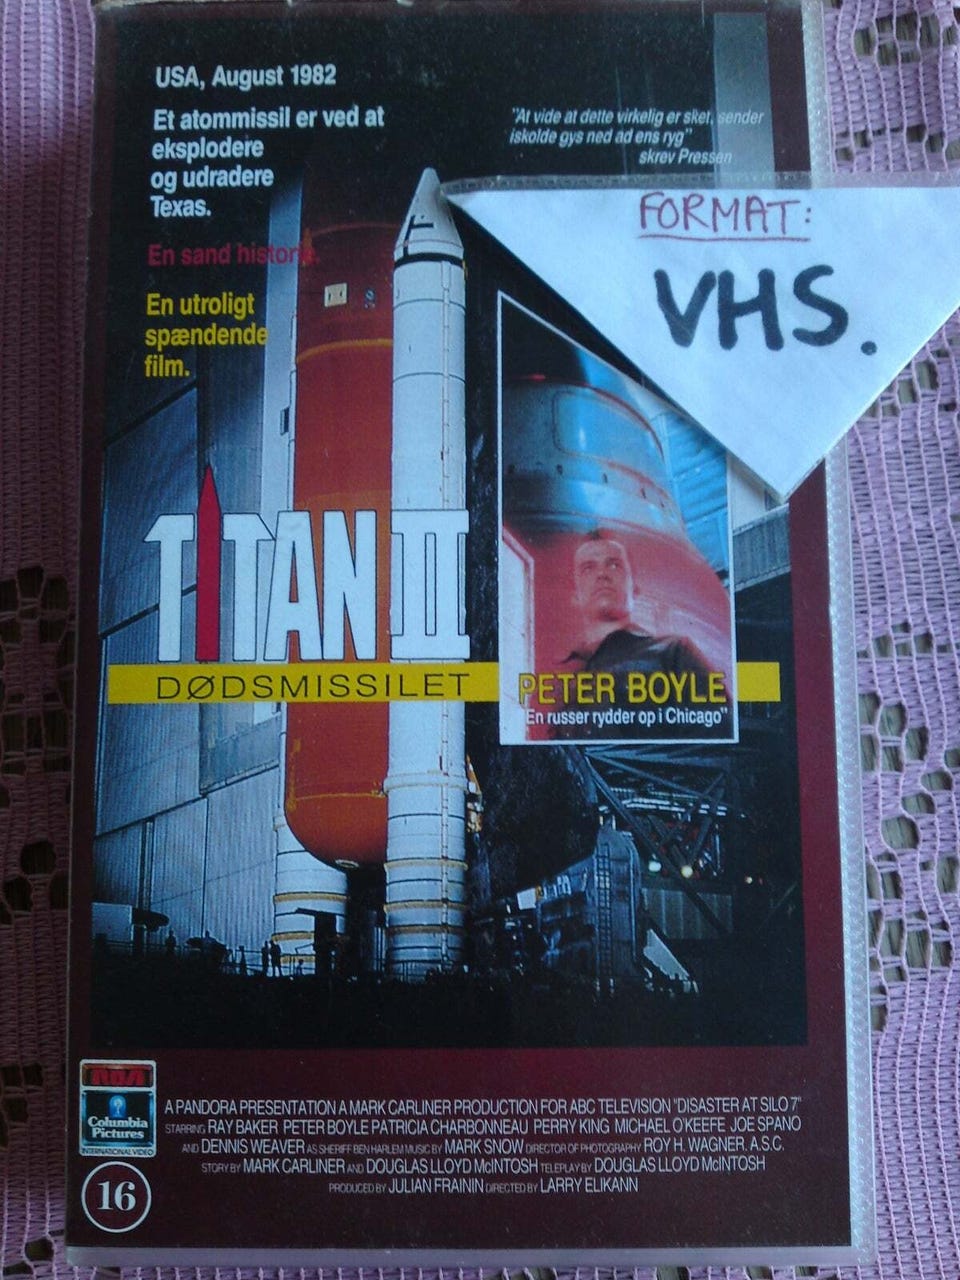 USA, August 1982
Et atommissil er ved at
eksplodere
og udradere
Texas.
"At vide at dette virkelig er sket, sender
iskolde gys ned ad ens ryg"
skrev Pressen
FORMAT:
VHS.
En sand historie.
En utroligt
spændende
film.
TITAN II
DØDSMISSILET
PETER BOYLE
"En russer rydder op i Chicago"
A PANDORA PRESENTATION A MARK CARLINER PRODUCTION FOR ABC TELEVISION "DISASTER AT SILO 7"
STARRING RAY BAKER PETER BOYLE PATRICIA CHARBONNEAU PERRY KING MICHAEL O'KEEFE JOE SPANO
AND DENNIS WEAVER AS SHERIFF BEN HARLEM MUSIC BY MARK SNOW DIRECTOR OF PHOTOGRAPHY ROY H. WAGNER, A.S.C.
STORY BY MARK CARLINER AND DOUGLAS LLOYD McINTOSH TELEPLAY BY DOUGLAS LLOYD McINTOSH
PRODUCED BY JULIAN FRAININ DIRECTED BY LARRY ELIKANN
RCA
Columbia
Pictures
INTERNATIONAL VIDEO
16